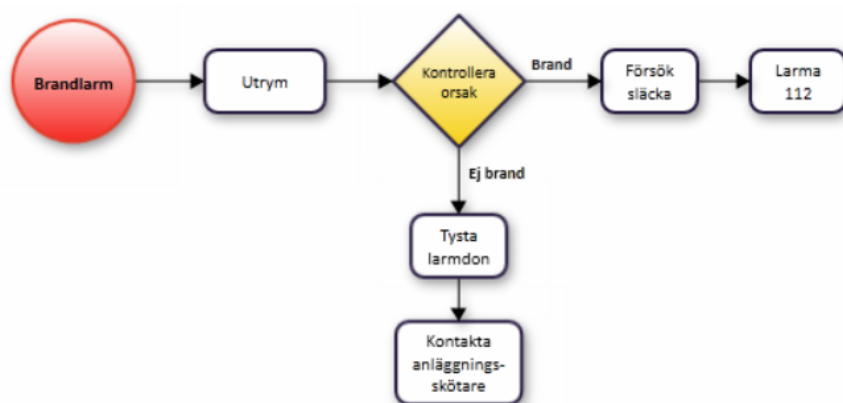 Brandlarm
Utrym
Kontrollera
orsak
Brand
Försök
släcka
Larma
112
Ej brand
Tysta
larmdon
Kontakta
anläggnings-
skötare